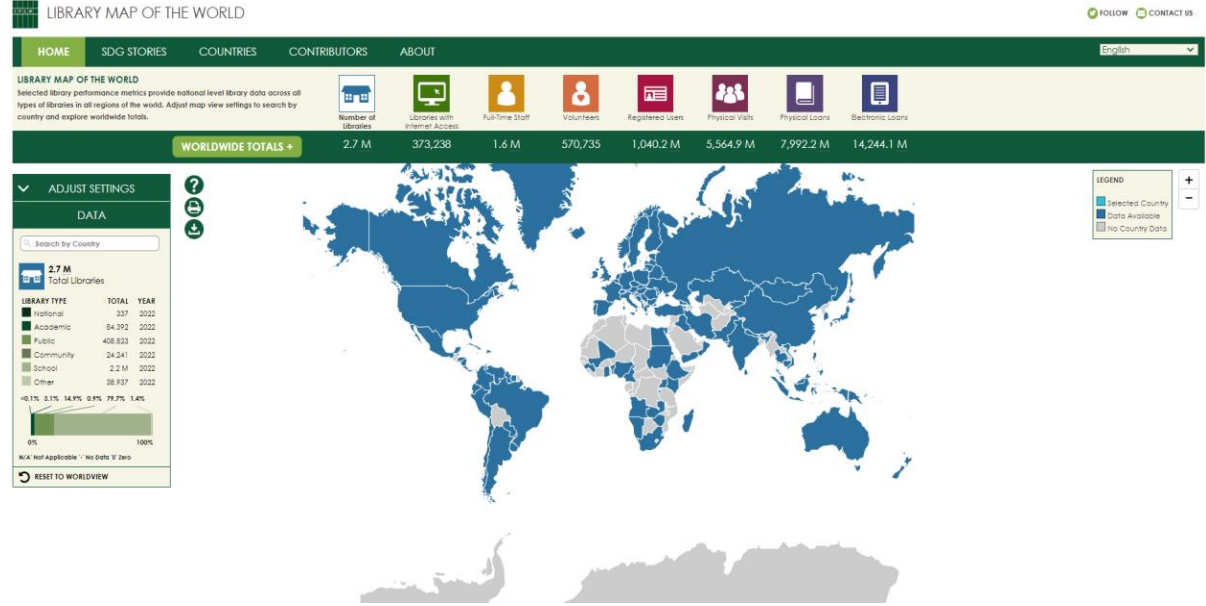 IFLA
LIBRARY MAP OF THE WORLD
FOLLOW
CONTACT US
HOME
SDG STORIES
COUNTRIES
CONTRIBUTORS
ABOUT
English
LIBRARY MAP OF THE WORLD
Selected library performance metrics provide national level library data across all
types of libraries in all regions of the world. Adjust map view settings to search by
country and explore worldwide totals.
Number of
Libraries
Libraries with
Internet Access
Full-Time Staff
Volunteers
Registered Users
Physical Visits
Physical Loans
Electronic Loans
WORLDWIDE TOTALS +
2.7 M
373,238
1.6 M
570,735
1,040.2 M
5,564.9 M
7,992.2 M
14,244.1 M
ADJUST SETTINGS
DATA
Search by Country
2.7 M
Total Libraries
LIBRARY TYPE TOTAL YEAR
National 337 2022
Academic 84,392 2022
Public 408,823 2022
Community 24,241 2022
School 2.2 M 2022
Other 38,937 2022
<0.1% 3.1% 14.9% 0.9% 79.7% 1.4%
0% 100%
N/A' Not Applicable '-' No Data '0' Zero
RESET TO WORLDVIEW
?
LEGEND
Selected Country
Data Available
No Country Data
+
-